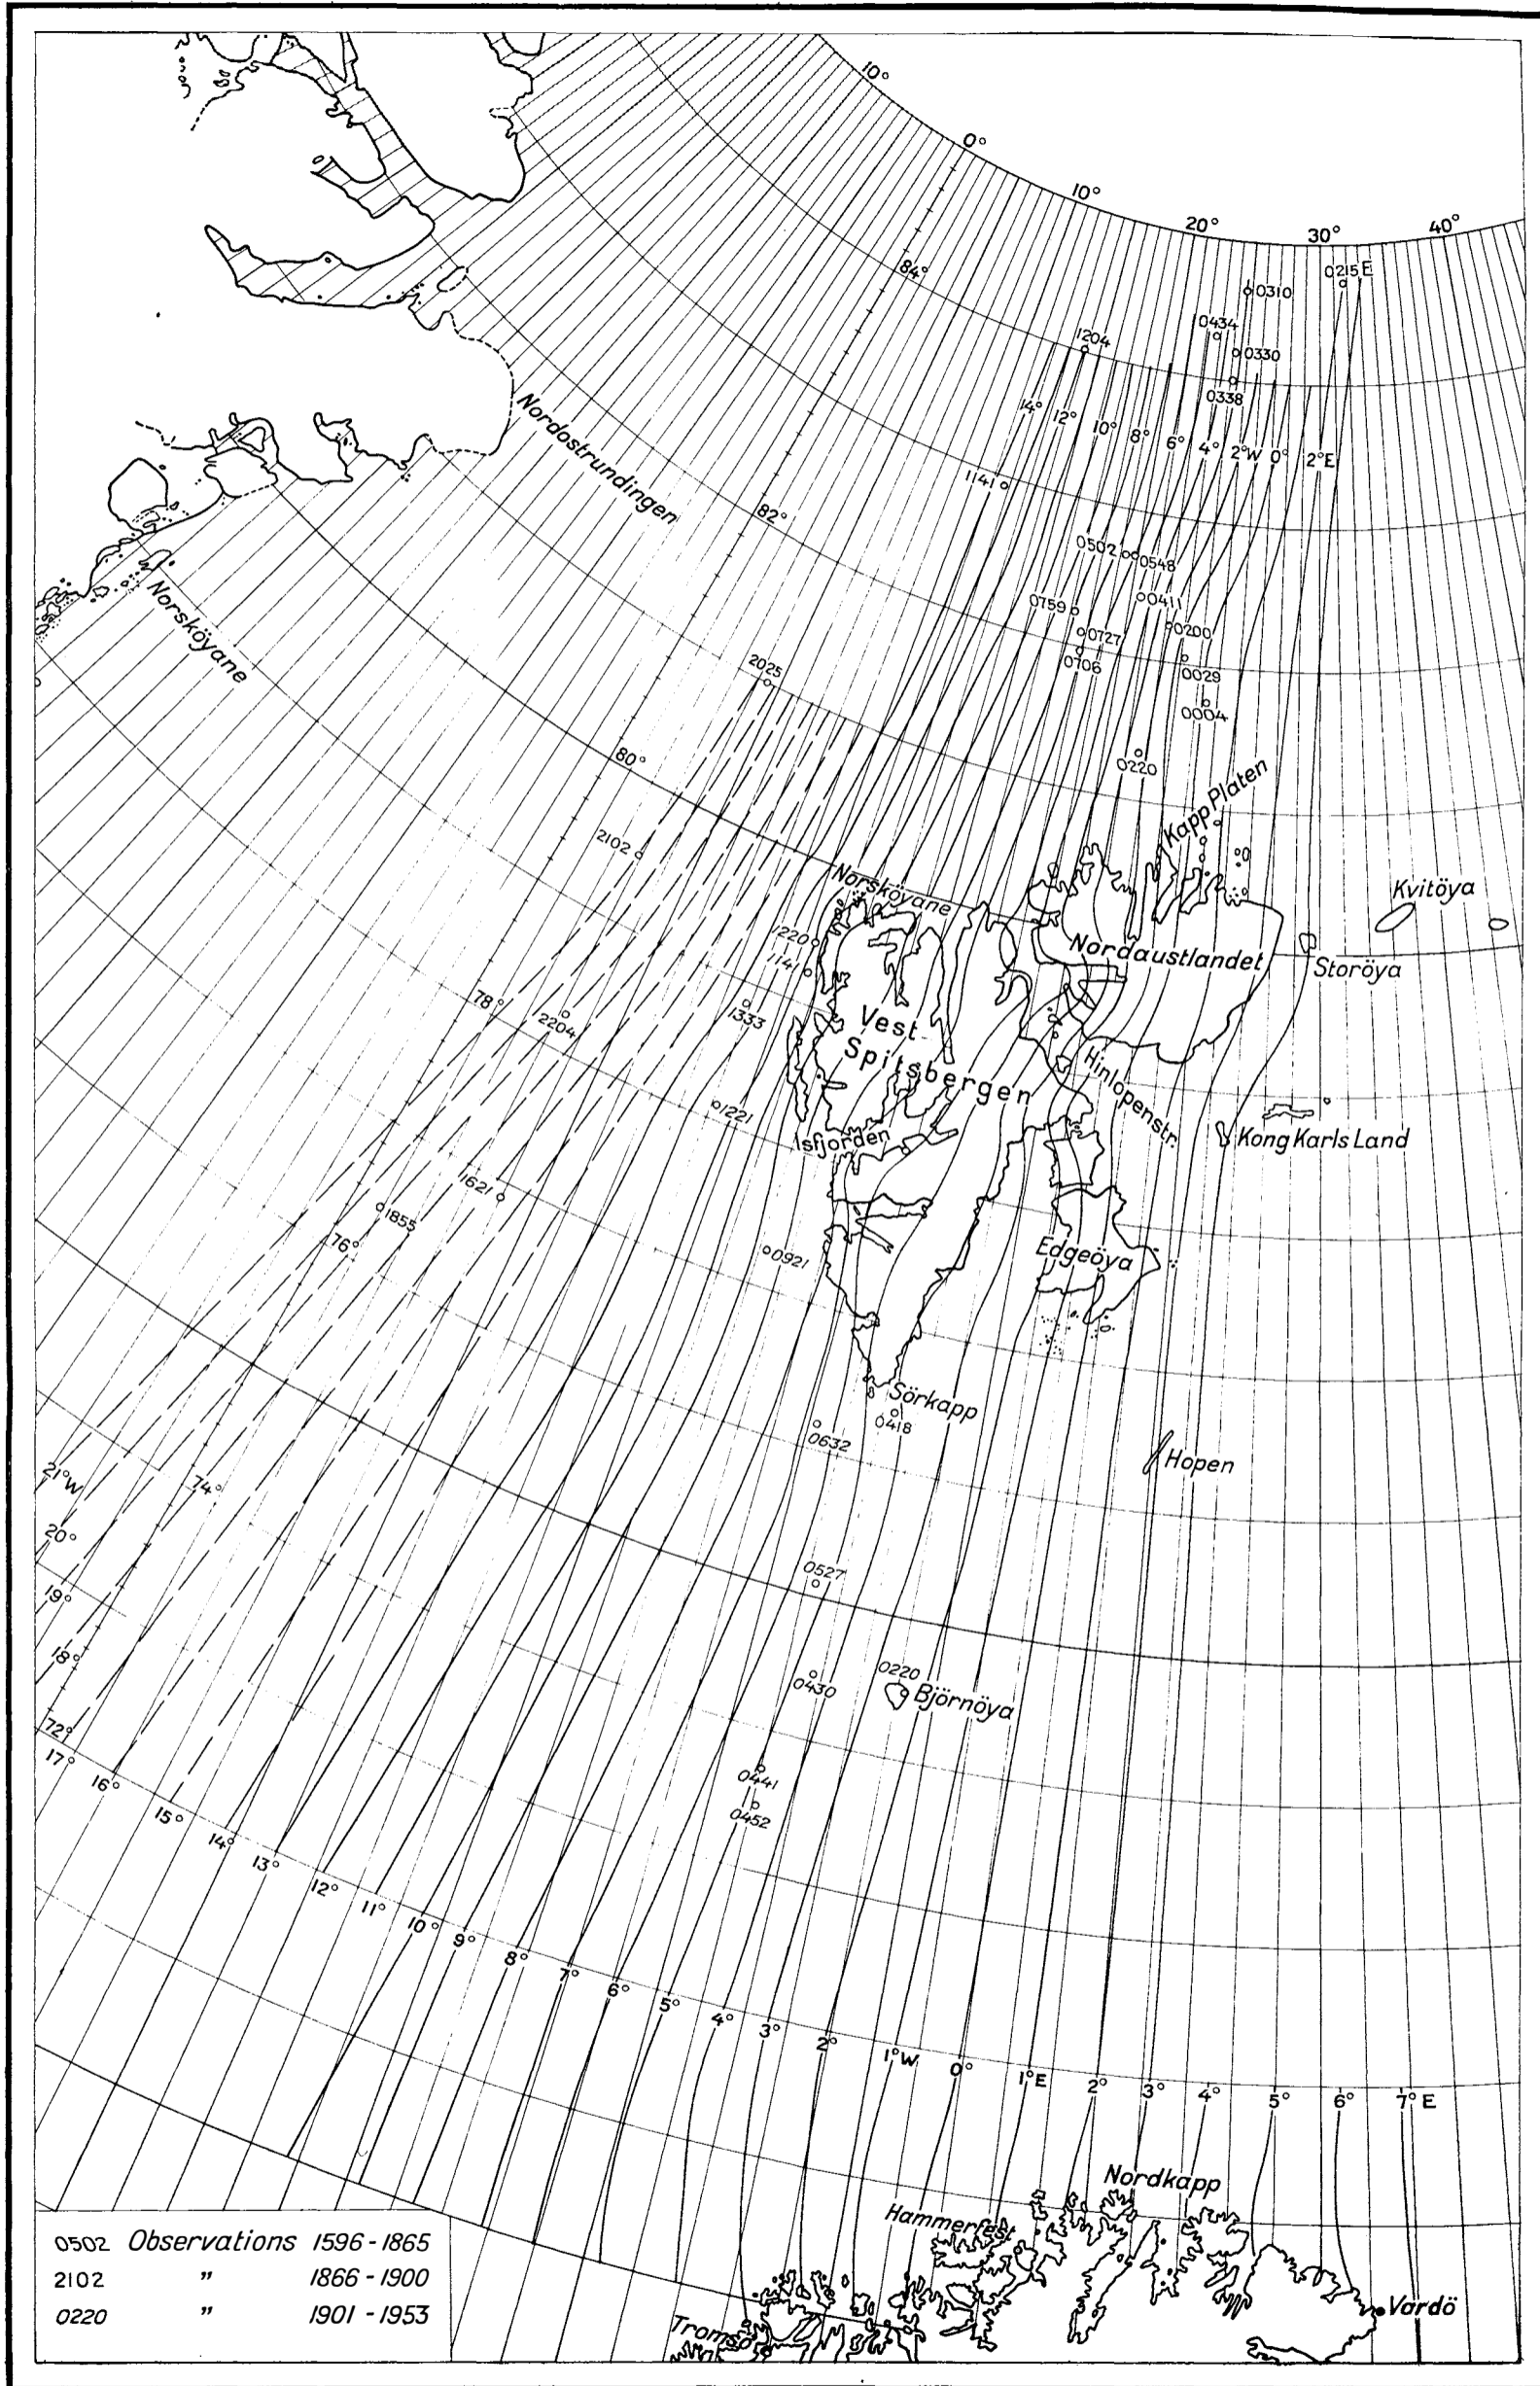 10°
0°
10°
20°
30°
40°
84°
0215 E
0310
0434
1204
0330
0338
14°
12°
10°
8°
6°
4°
2°W
0°
2°E
Nordostrundingen
1141
82°
0502
0548
0759
00411
0727
0200
0706
0029
Norsköyane
2025
0004
80°
0220
Kapp Platen
2102
Norsköyane
Kvitöya
1220
Nordaustlandet
1141
Storöya
78°
2204
1333
Vest-
Spitsbergen
Hinlopenstr.
1221
Isfjorden
Kong Karls Land
1621
1855
76°
0921
Edgeöya
Sörkapp
0418
0632
Hopen
21°W
74°
20°
0527
19°
18°
0430
0220
Björnöya
72°
17°
0441
16°
0452
15°
14°
13°
12°
11°
10°
9°
8°
7°
6°
5°
4°
3°
2°
1°W
0°
1°E
2°
3°
4°
5°
6°
7°E
Nordkapp
Hammerfest
Vardö
Tromsö
0502 Observations 1596 - 1865
2102 " 1866 - 1900
0220 " 1901 - 1953